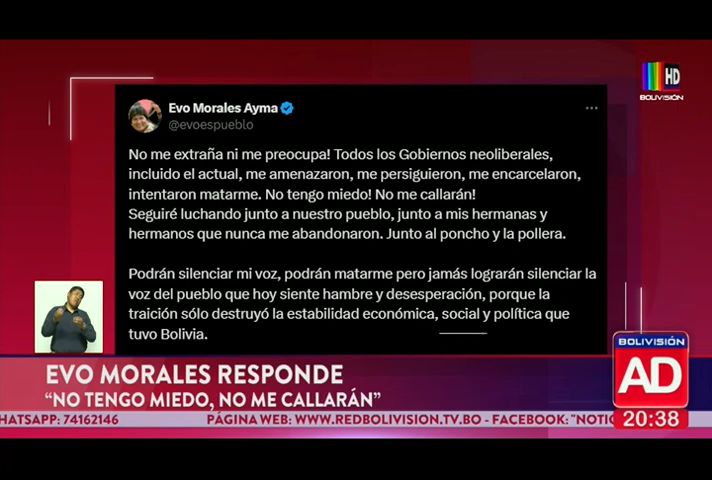 HD
BOLIVISIÓN
Evo Morales Ayma
@evoespueblo
No me extraña ni me preocupa! Todos los Gobiernos neoliberales,
incluido el actual, me amenazaron, me persiguieron, me encarcelaron,
intentaron matarme. No tengo miedo! No me callarán!
Seguiré luchando junto a nuestro pueblo, junto a mis hermanas y
hermanos que nunca me abandonaron. Junto al poncho y la pollera.
Podrán silenciar mi voz, podrán matarme pero jamás lograrán silenciar la
voz del pueblo que hoy siente hambre y desesperación, porque la
traición sólo destruyó la estabilidad económica, social y política que
tuvo Bolivia.
BOLIVISIÓN
AD
20:38
EVO MORALES RESPONDE
“NO TENGO MIEDO, NO ME CALLARÁN”
HATSAPP: 74162146 PÁGINA WEB: WWW.REDBOLIVISION.TV.BO - FACEBOOK: "NOTIC